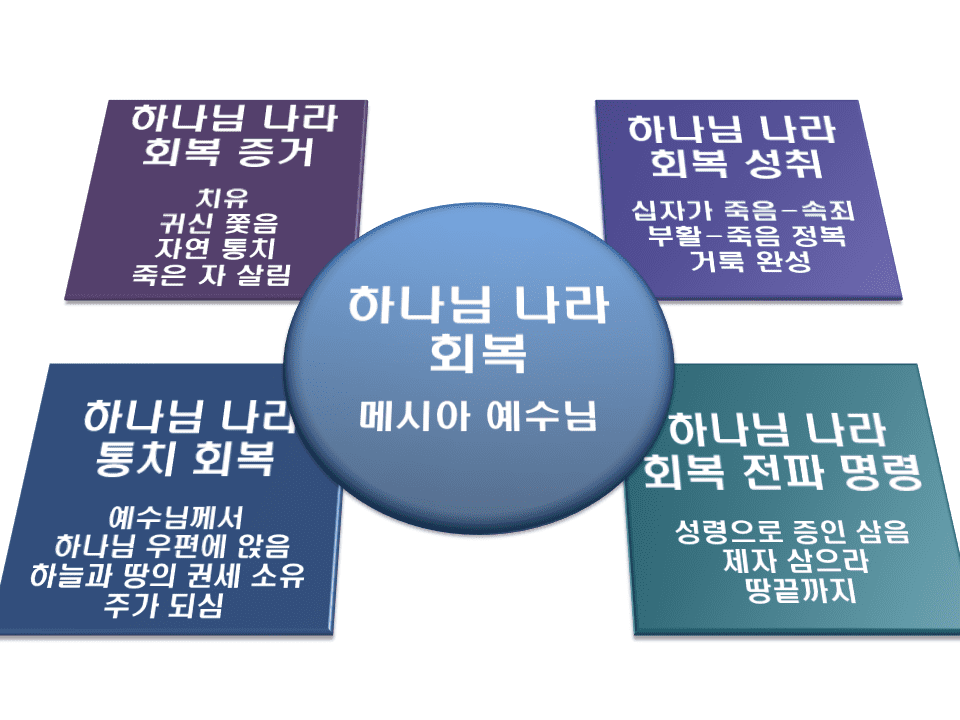 하나님 나라
회복 증거
치유
귀신 쫓음
자연 통치
죽은 자 살림
하나님 나라
회복 성취
십자가 죽음-속죄
부활-죽음 정복
거룩 완성
하나님 나라
회복
메시아 예수님
하나님 나라
통치 회복
예수님께서
하나님 우편에 앉음
하늘과 땅의 권세 소유
주가 되심
하나님 나라
회복 전파 명령
성령으로 증인 삼음
제자 삼으라
땅끝까지